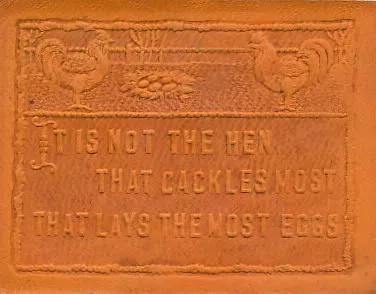 IT IS NOT THE HEN
THAT CACKLES MOST
THAT LAYS THE MOST EGGS